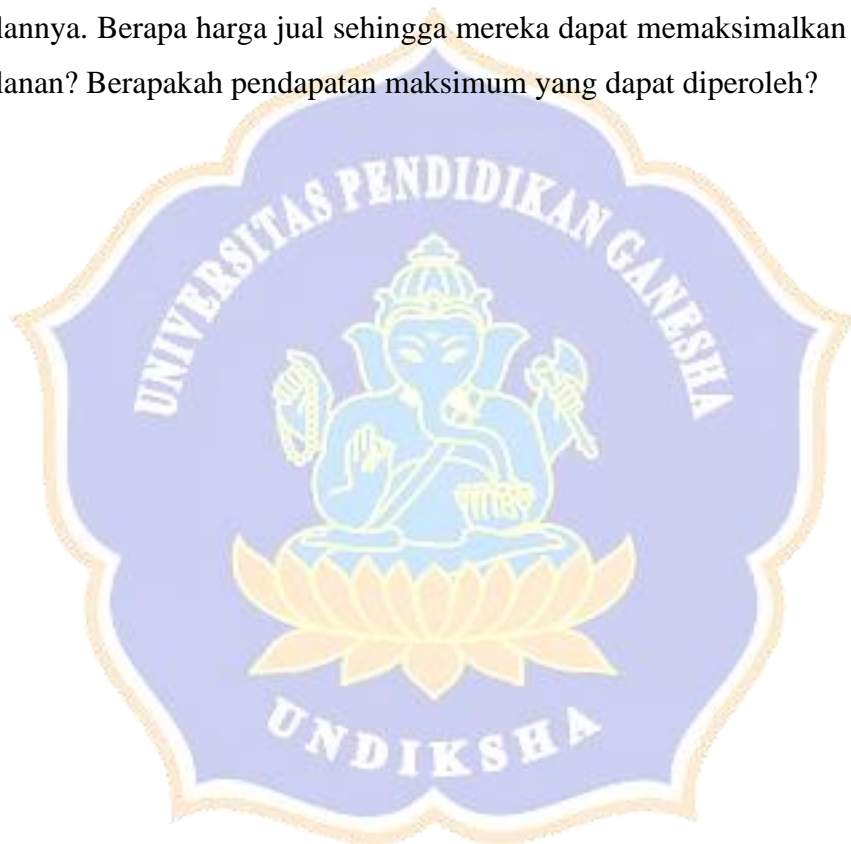 lannya. Berapa harga jual sehingga mereka dapat memaksimalkan
lanan? Berapakah pendapatan maksimum yang dapat diperoleh?
UNIVERSITAS PENDIDIKAN GANESHA
UNDIKSHA